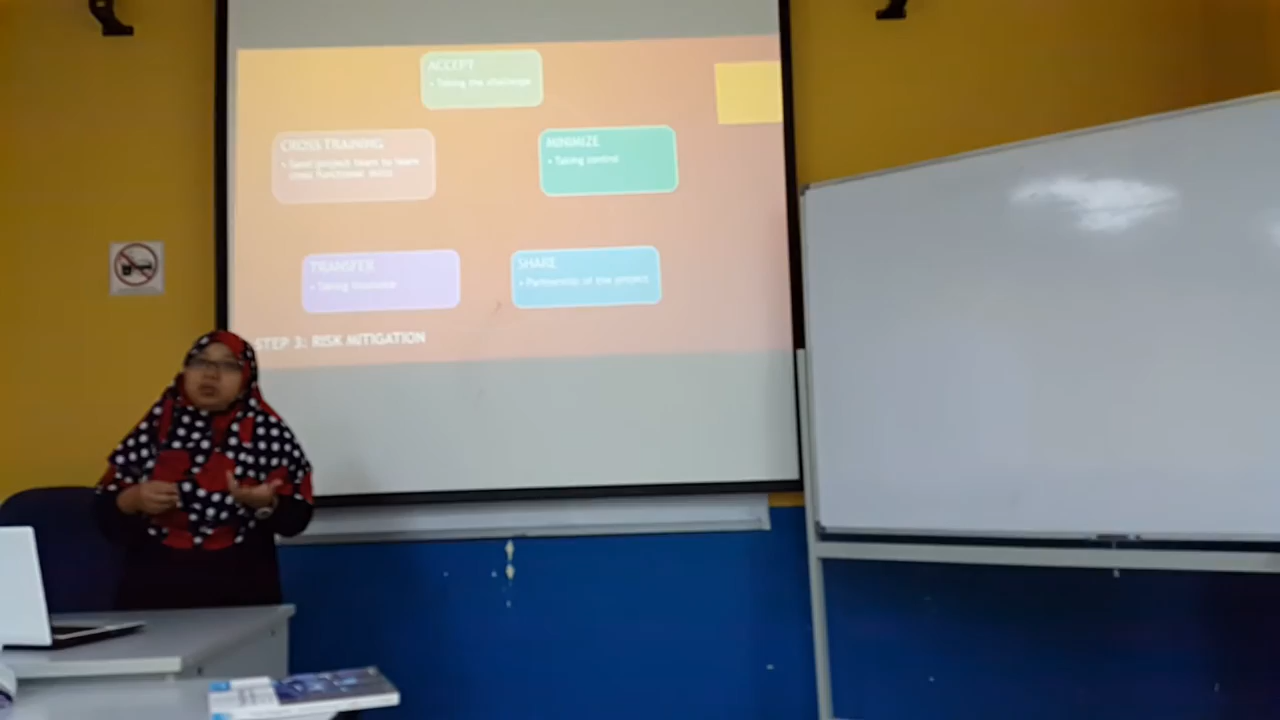 ACCEPT
• Taking the challenge
CROSS TRAINING
• Send project team to learn
cross functional skills
MINIMIZE
• Taking control
TRANSFER
• Taking
SHARE
• Partnership of the project
STEP 3: RISK MITIGATION